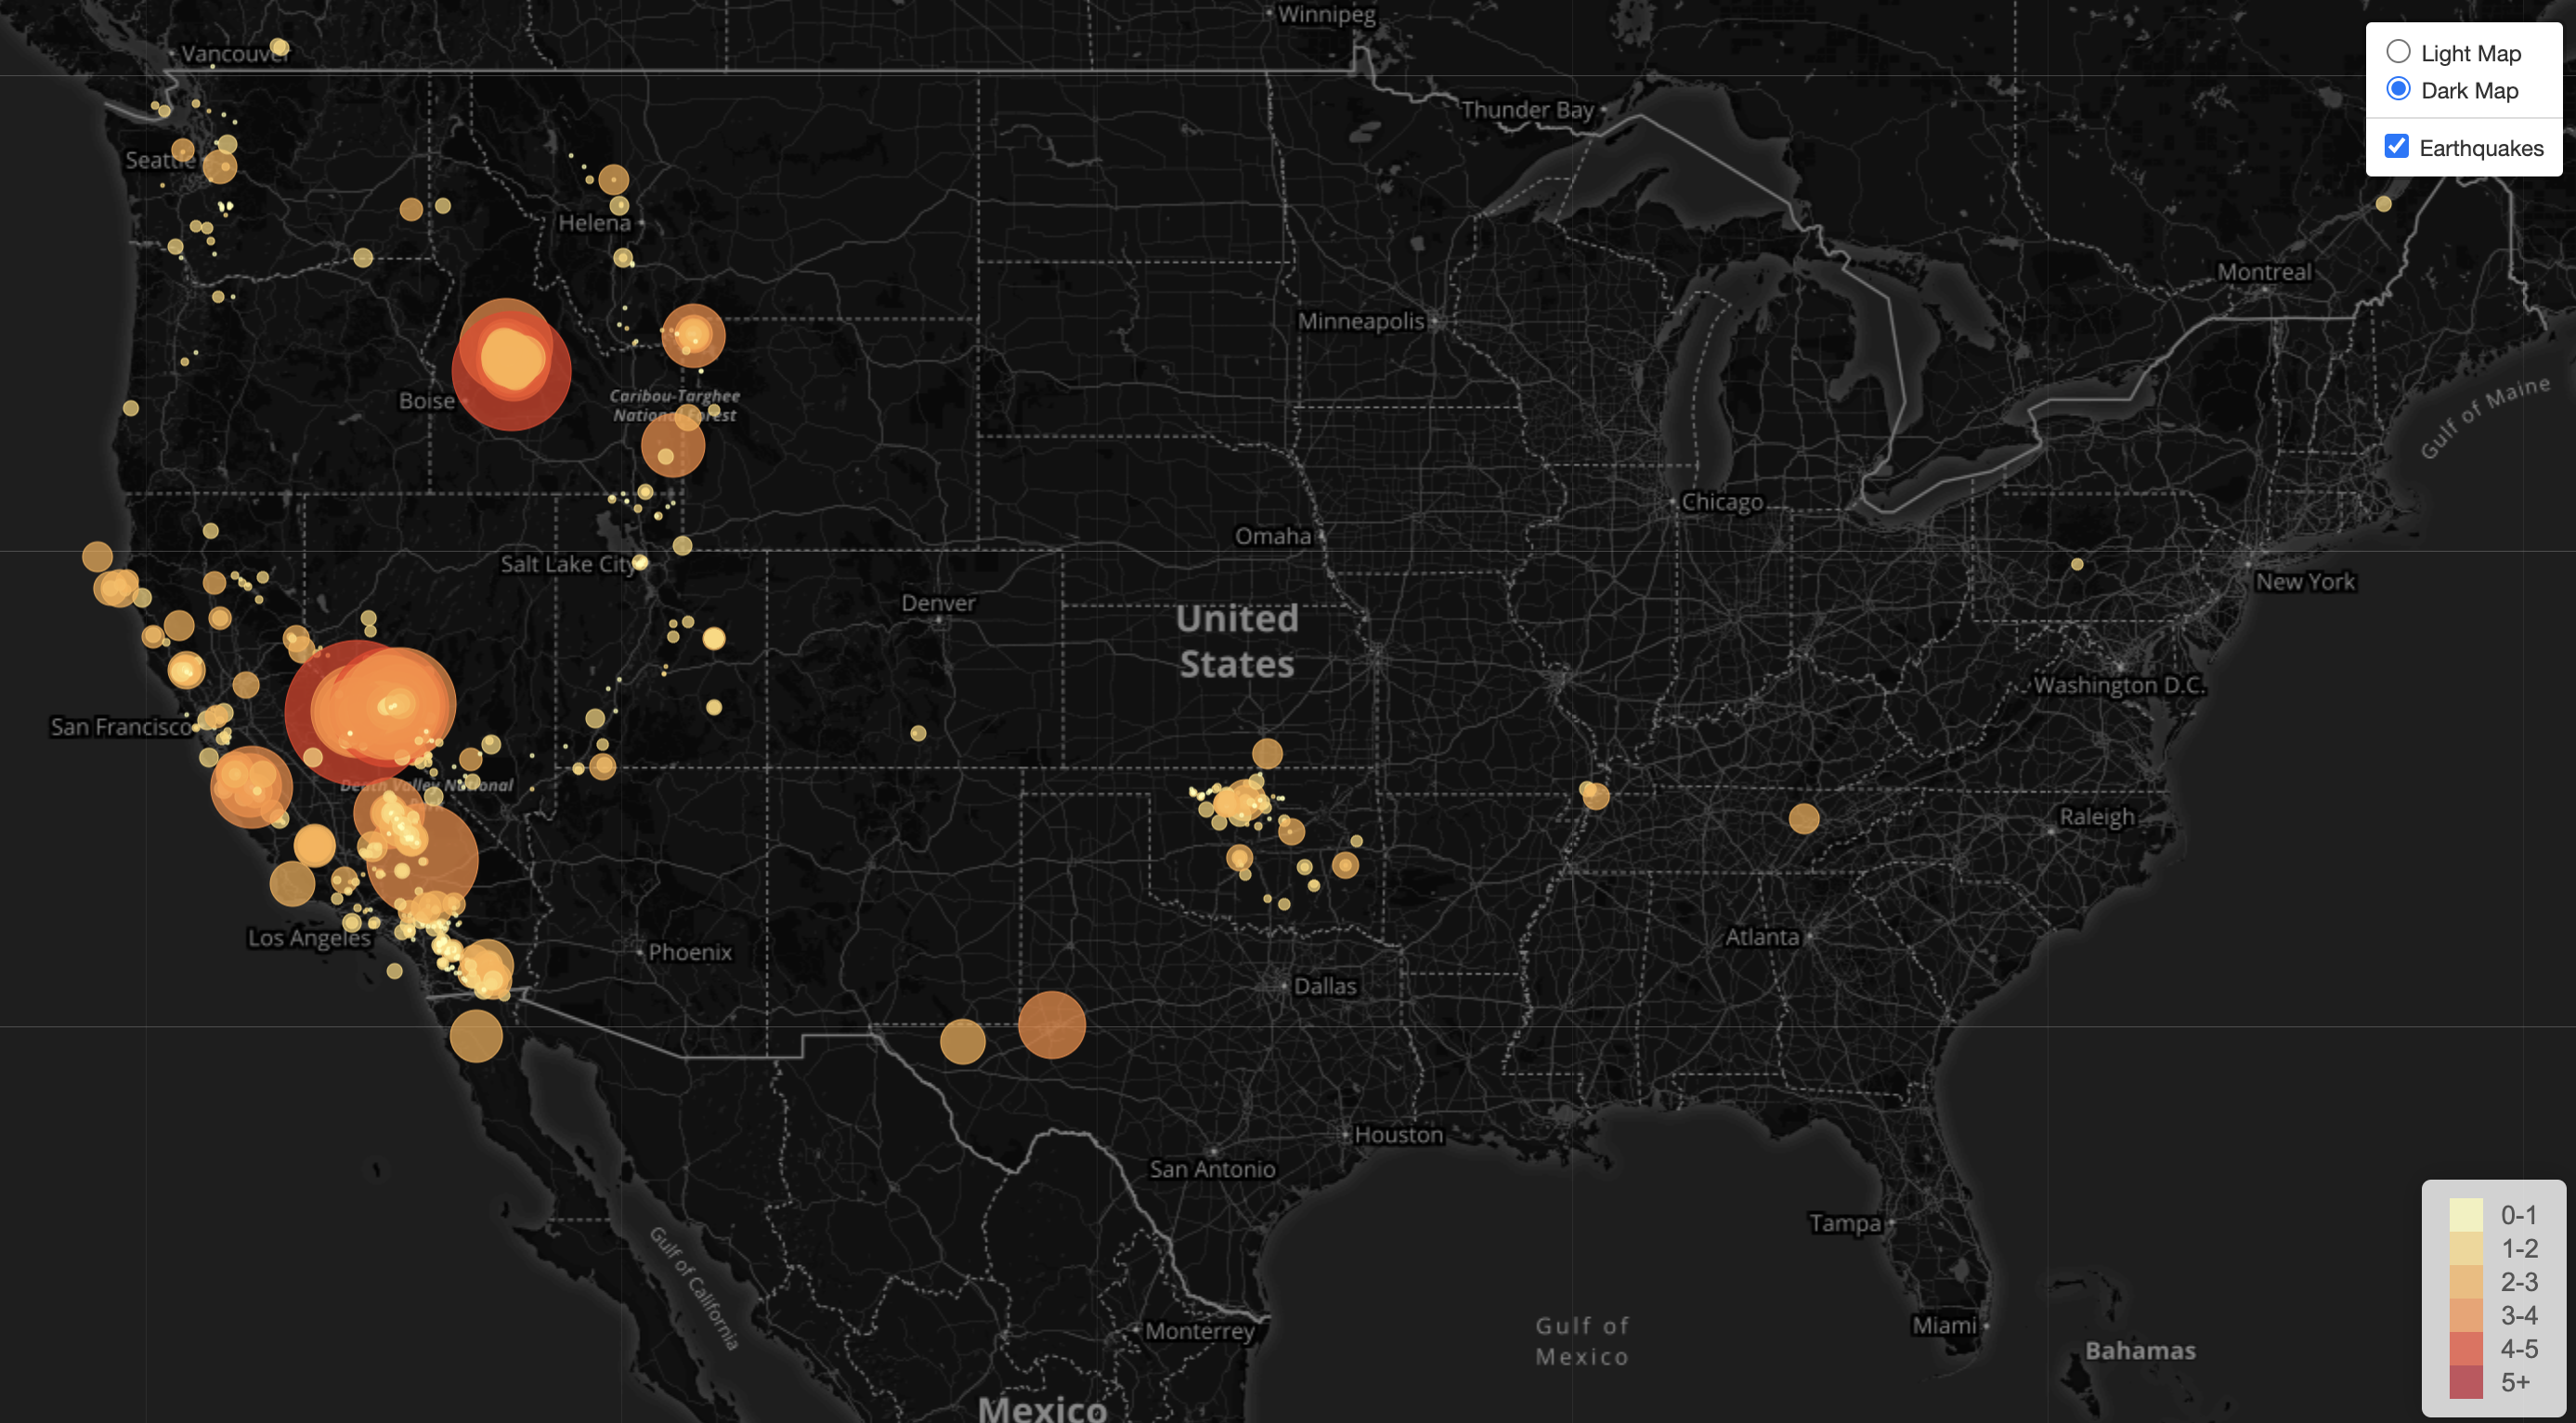 Winnipeg
Vancouver
Light Map
Dark Map
Earthquakes
Thunder Bay
Seattle
Helena
Montreal
Minneapolis
Boise
Caribou-Targhee
National Forest
Gulf of Maine
Chicago
Omaha
Salt Lake City
New York
Denver
United
States
Washington D.C.
San Francisco
Death Valley National
Raleigh
Los Angeles
Phoenix
Atlanta
Dallas
Houston
San Antonio
Tampa
Gulf of California
Gulf of
Mexico
Miami
Monterrey
Bahamas
Mexico
0-1
1-2
2-3
3-4
4-5
5+